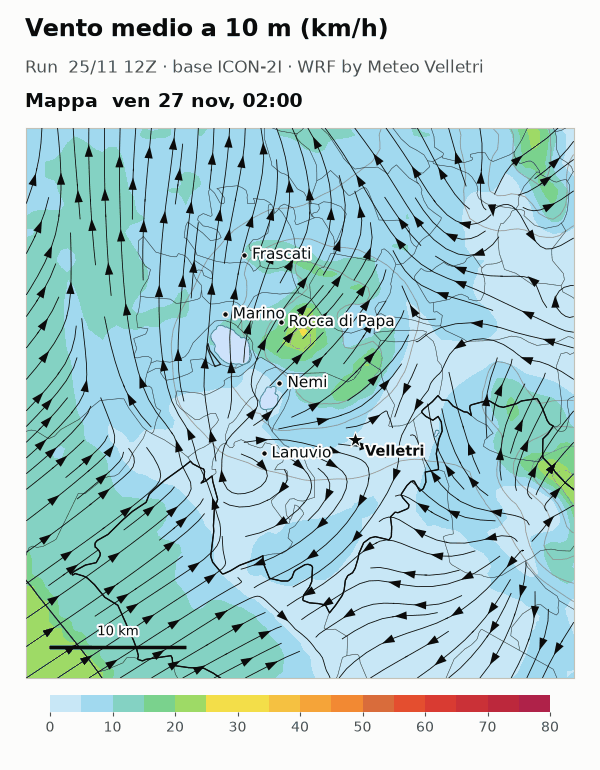 Vento medio a 10 m (km/h)
Run  25/11 12Z · base ICON-2I · WRF by Meteo Velletri
Mappa  ven 27 nov, 02:00
Frascati
Marino
Rocca di Papa
Nemi
Velletri
Lanuvio
10 km
0 10 20 30 40 50 60 70 80